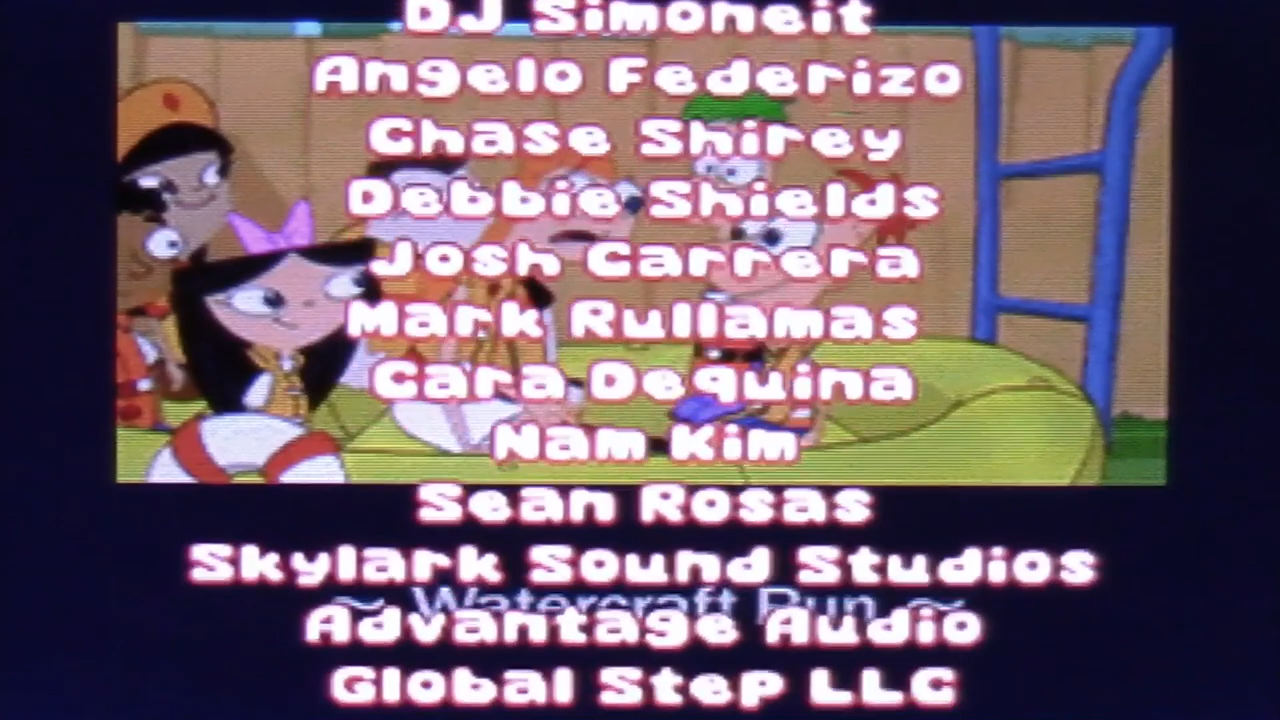 DJ Simoneit
Angelo Federizo
Chase Shirey
Debbie Shields
Josh Carrera
Mark Rullamas
Cara Dequina
Nam Kim
Sean Rosas
Skylark Sound Studios
~ Watercraft Run ~
Advantage Audio
Global Step LLC